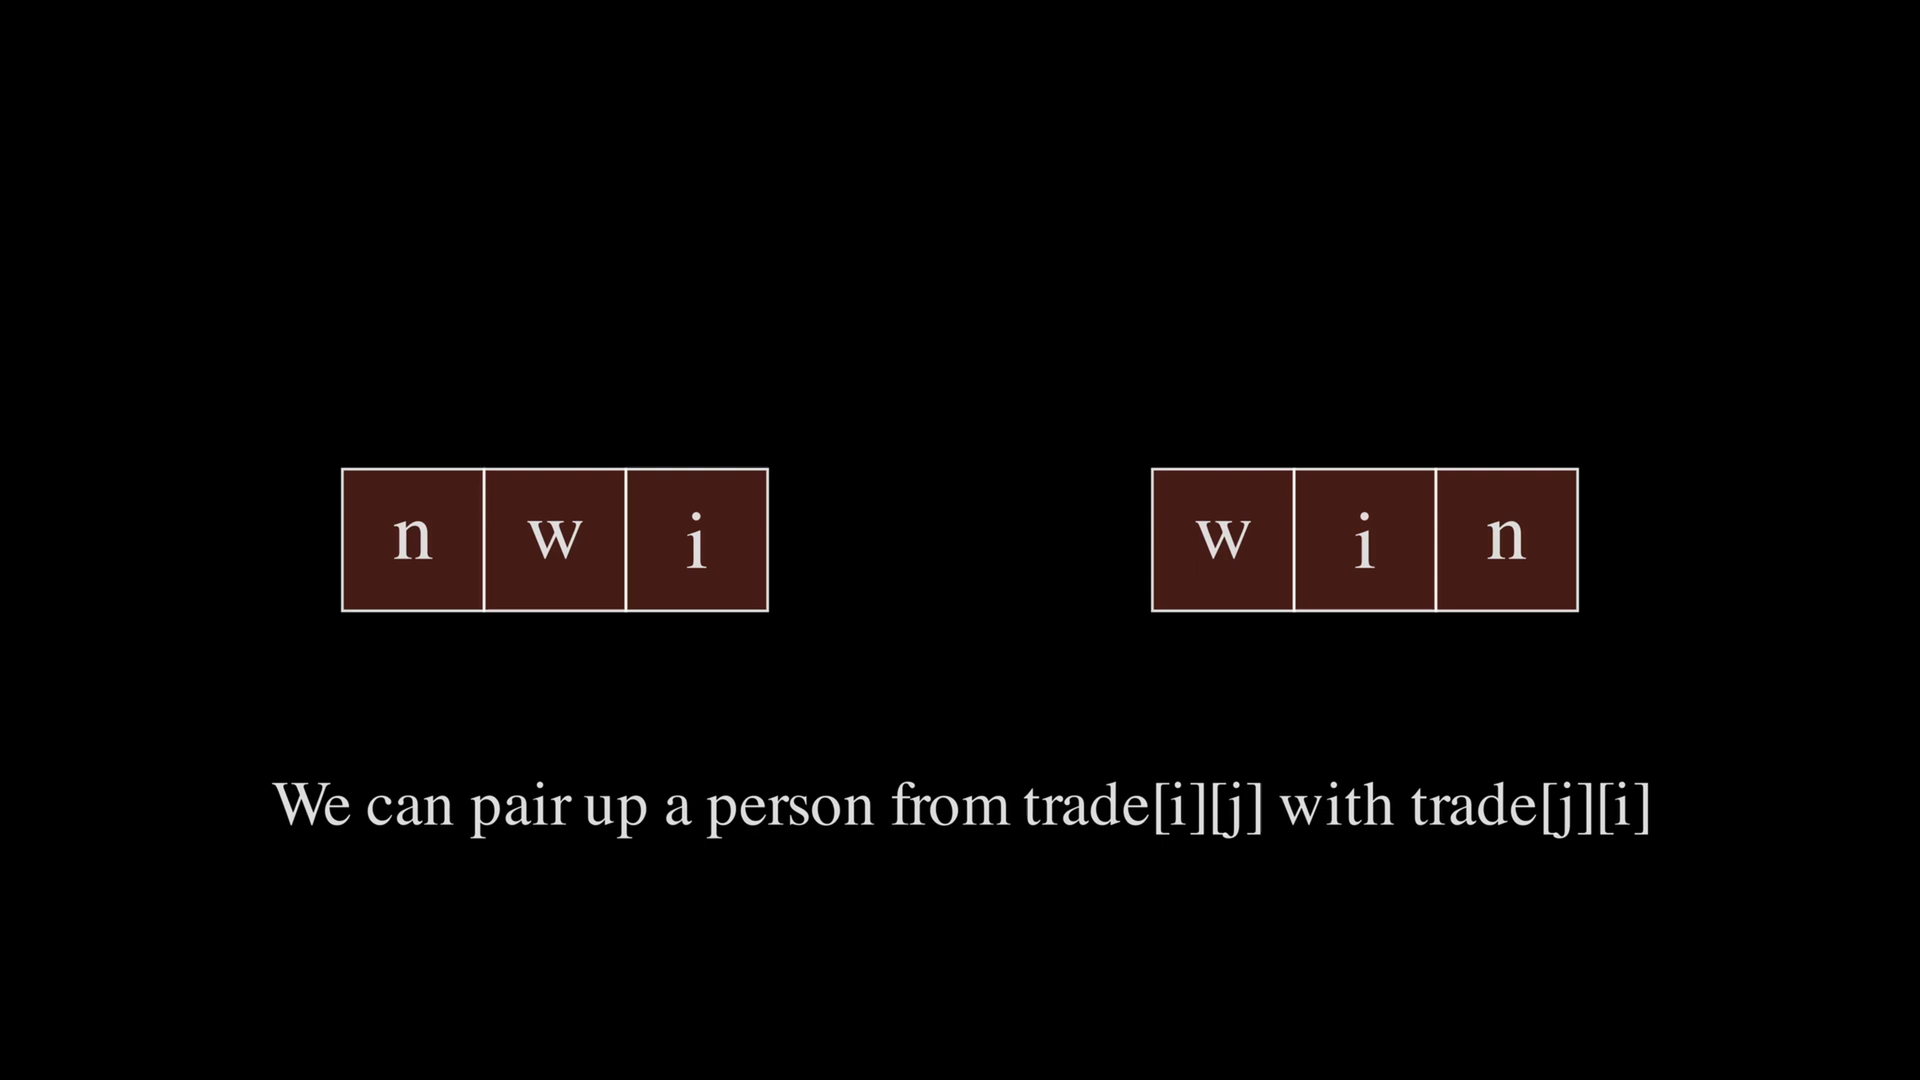 n w i w i n
We can pair up a person from trade[i][j] with trade[j][i]